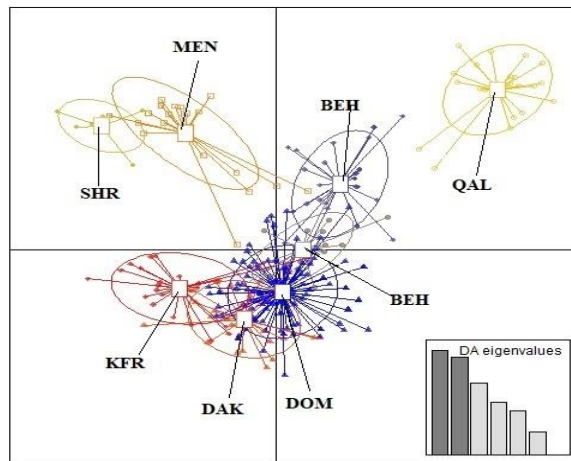 MEN
BEH
SHR
QAL
BEH
KFR
DAK
DOM
DA eigenvalues